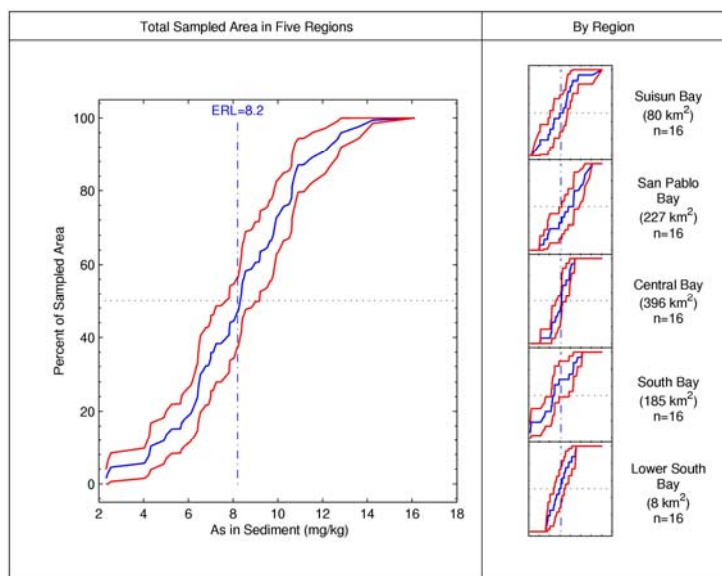 Total Sampled Area in Five Regions
By Region
ERL=8.2
100
80
60
40
20
0
Percent of Sampled Area
2 4 6 8 10 12 14 16 18
As in Sediment (mg/kg)
Suisun Bay
(80 km²)
n=16
San Pablo
Bay
(227 km²)
n=16
Central Bay
(396 km²)
n=16
South Bay
(185 km²)
n=16
Lower South
Bay
(8 km²)
n=16